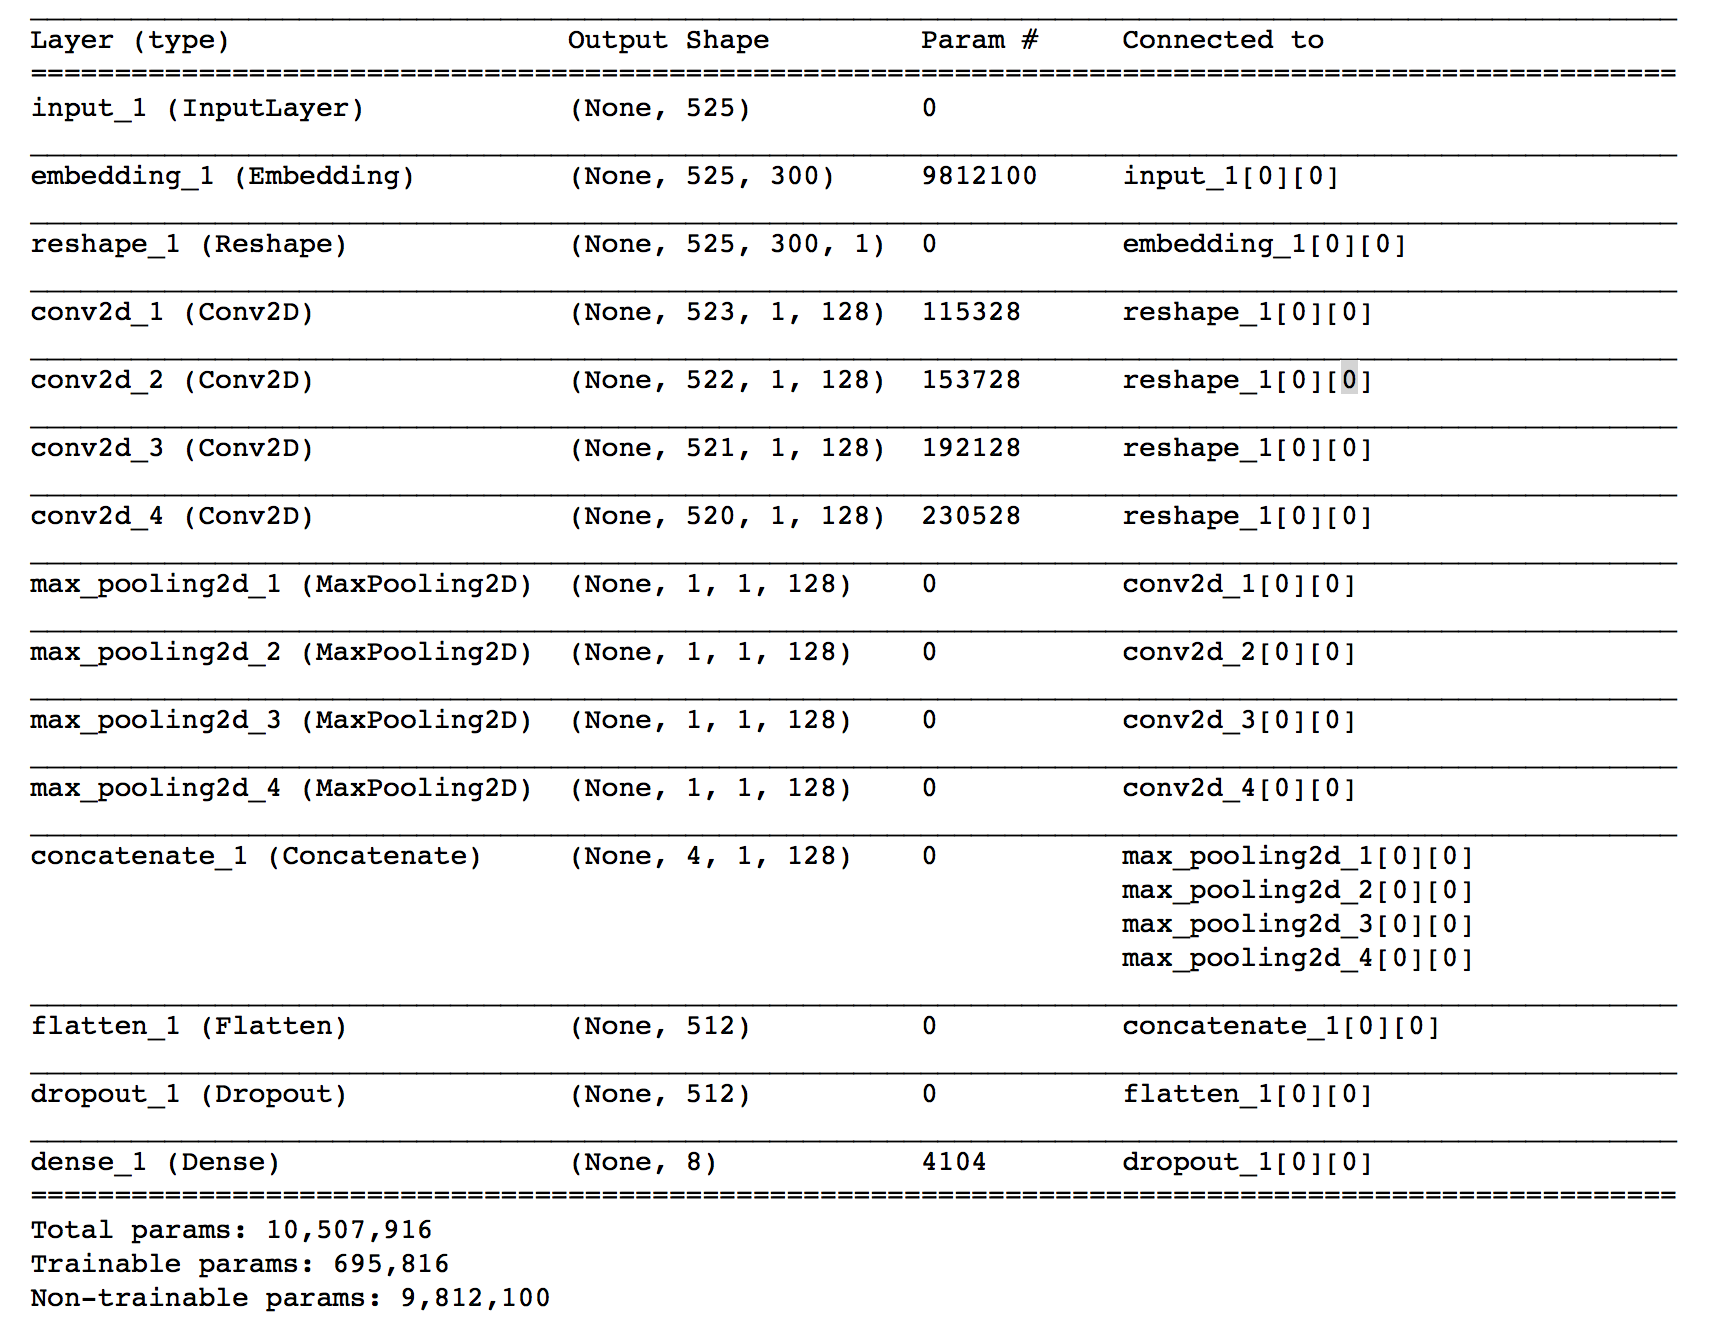 Layer (type) Output Shape Param # Connected to
input_1 (InputLayer) (None, 525) 0
embedding_1 (Embedding) (None, 525, 300) 9812100 input_1[0][0]
reshape_1 (Reshape) (None, 525, 300, 1) 0 embedding_1[0][0]
conv2d_1 (Conv2D) (None, 523, 1, 128) 115328 reshape_1[0][0]
conv2d_2 (Conv2D) (None, 522, 1, 128) 153728 reshape_1[0][0]
conv2d_3 (Conv2D) (None, 521, 1, 128) 192128 reshape_1[0][0]
conv2d_4 (Conv2D) (None, 520, 1, 128) 230528 reshape_1[0][0]
max_pooling2d_1 (MaxPooling2D) (None, 1, 1, 128) 0 conv2d_1[0][0]
max_pooling2d_2 (MaxPooling2D) (None, 1, 1, 128) 0 conv2d_2[0][0]
max_pooling2d_3 (MaxPooling2D) (None, 1, 1, 128) 0 conv2d_3[0][0]
max_pooling2d_4 (MaxPooling2D) (None, 1, 1, 128) 0 conv2d_4[0][0]
concatenate_1 (Concatenate) (None, 4, 1, 128) 0 max_pooling2d_1[0][0]
max_pooling2d_2[0][0]
max_pooling2d_3[0][0]
max_pooling2d_4[0][0]
flatten_1 (Flatten) (None, 512) 0 concatenate_1[0][0]
dropout_1 (Dropout) (None, 512) 0 flatten_1[0][0]
dense_1 (Dense) (None, 8) 4104 dropout_1[0][0]
Total params: 10,507,916
Trainable params: 695,816
Non-trainable params: 9,812,100